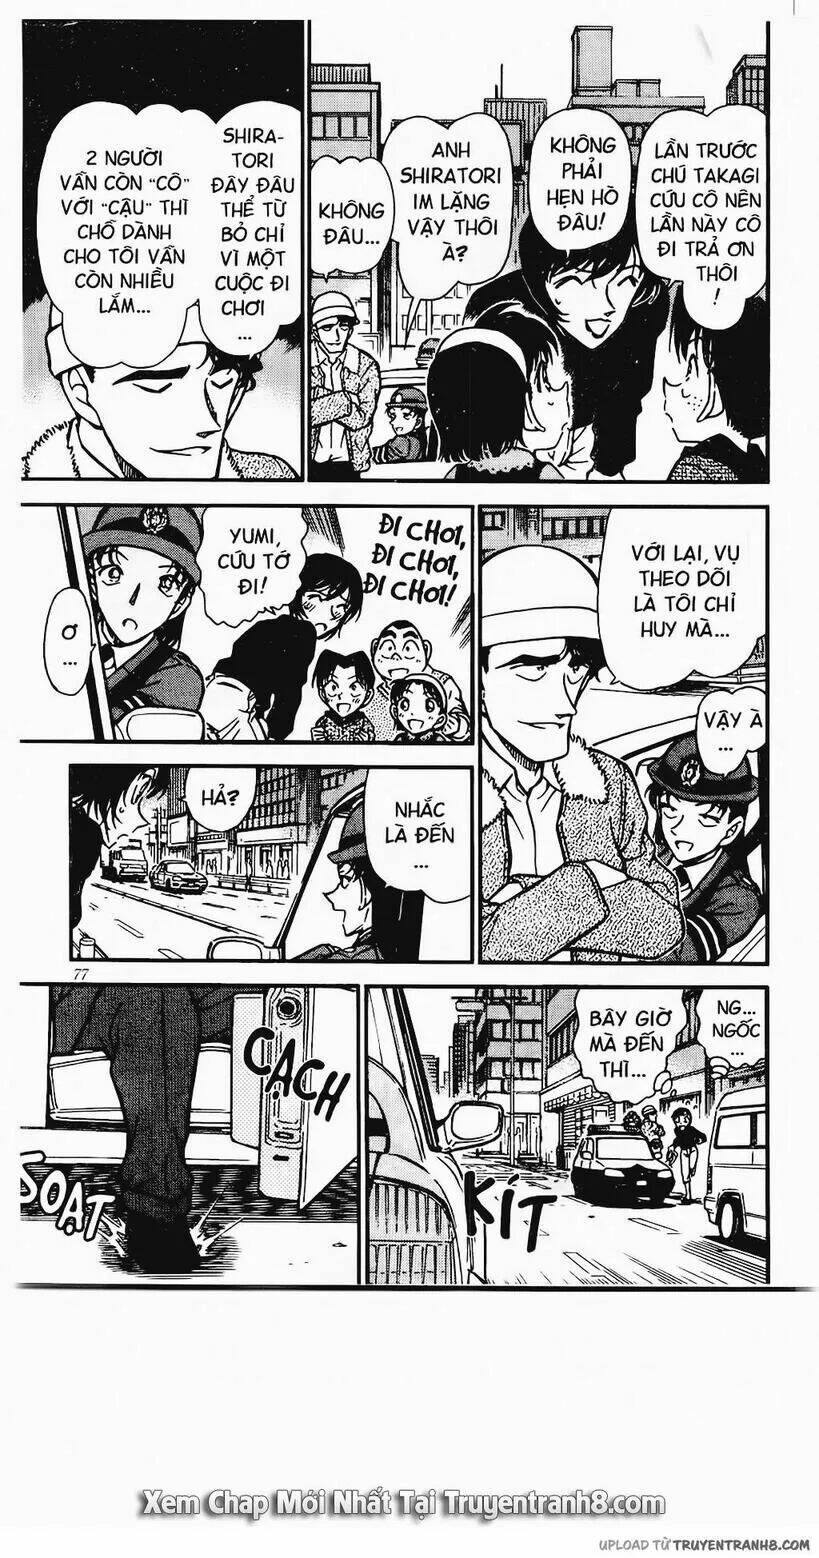 LẦN TRƯỚC
CHÚ TAKAGI
CỨU CÔ NÊN
LẦN NÀY CÔ
ĐI TRẢ ƠN
THÔI
!
KHÔNG
PHẢI
HẸN HÒ
ĐÂU!
ANH
SHIRATORI
IM LẶNG
VẬY THÔI
À?
KHÔNG
ĐÂU...
SHIRA-
TORI
ĐÂY ĐÂU
THỂ TỪ
BỎ CHỈ
VÌ MỘT
CUỘC ĐI
CHƠI
...
2 NGƯỜI
VẪN CÒN "CÔ"
VỚI "CẬU" THÌ
CHỖ DÀNH
CHO TÔI VẪN
CÒN NHIỀU
LẮM...
VỚI LẠI, VỤ
THEO DÕI
LÀ TÔI CHỈ
HUY MÀ...
VẬY À
...
ĐI CHƠI,
ĐI CHƠI,
ĐI CHƠI!
YUMI,
CỨU TỚ
ĐI!
Ơ
...
NHẮC
LÀ ĐẾN
...
HẢ?
77
NG...
NGỐC
...
BÂY GIỜ
MÀ ĐẾN
THÌ...
KÍT
CẠCH
SOẠT
Xem Chap Mới Nhất Tại Truyentranh8.com
UPLOAD TỪ TRUYENTRANH8.COM